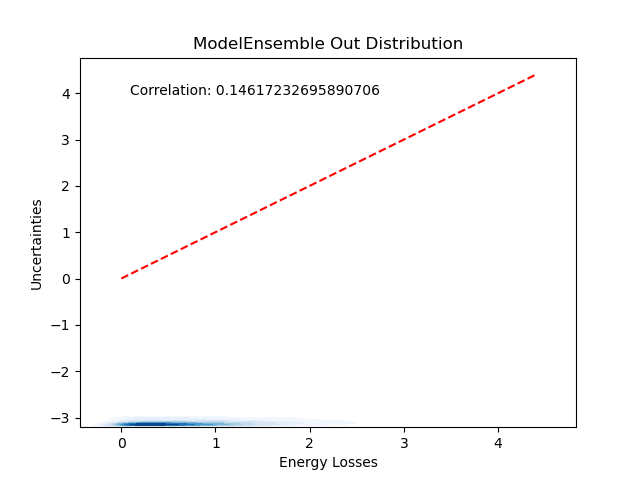 ModelEnsemble Out Distribution
Correlation: 0.14617232695890706
4
3
2
1
0
−1
−2
−3
Uncertainties
0 1 2 3 4
Energy Losses